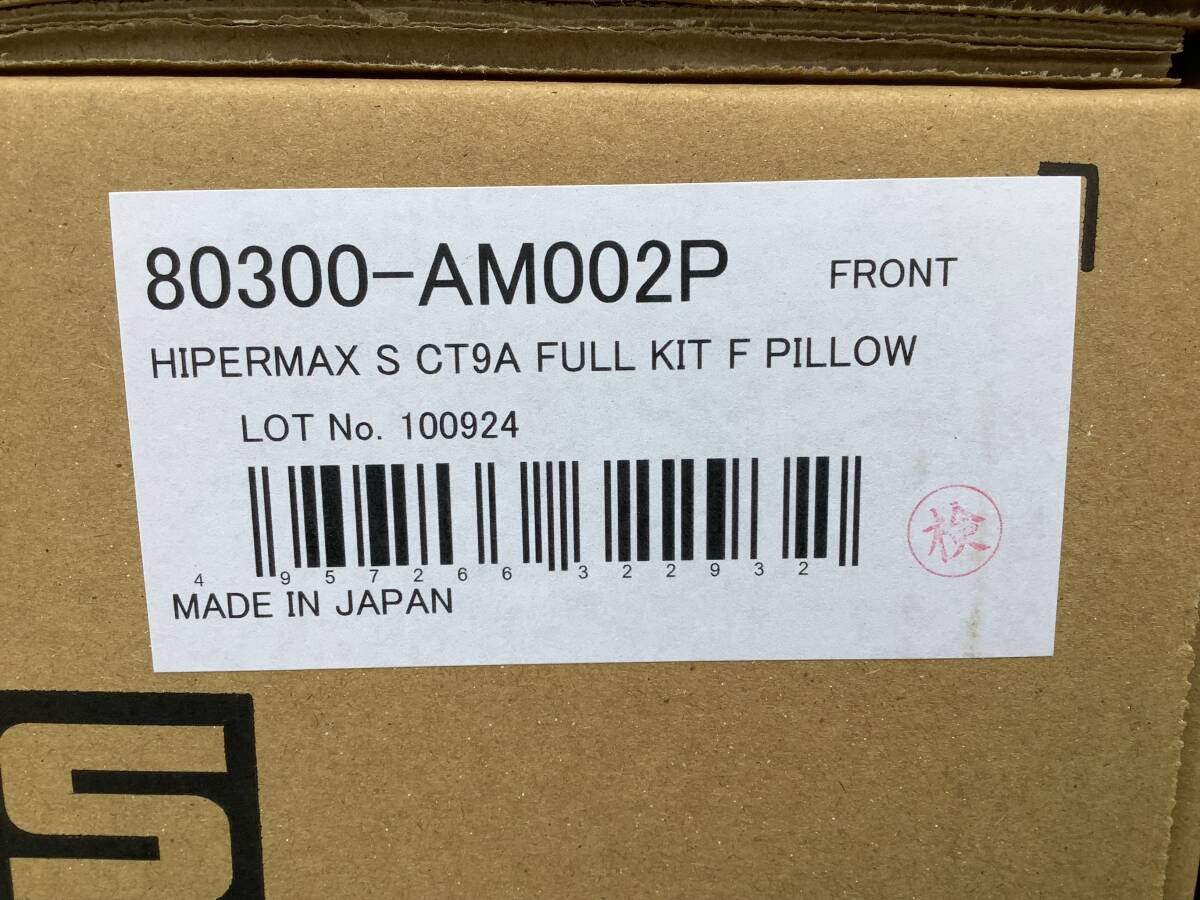 80300-AM002P FRONT
HIPERMAX S CT9A FULL KIT F PILLOW
LOT No. 100924
4 957266 322932
検
MADE IN JAPAN
S